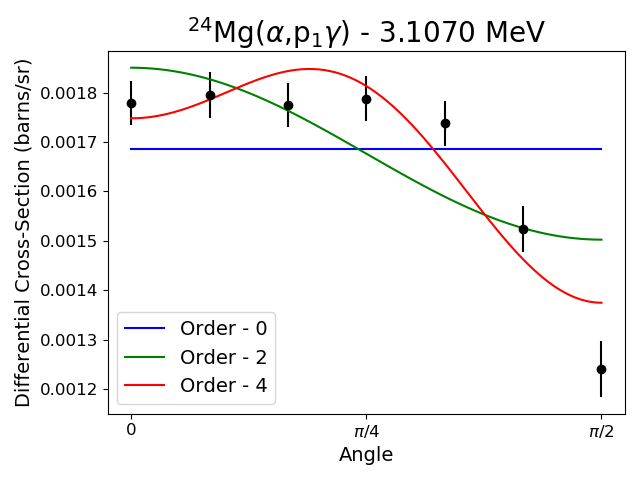 ²⁴Mg(α,p₁γ) - 3.1070 MeV
Differential Cross-Section (barns/sr)
0.0018
0.0017
0.0016
0.0015
0.0014
0.0013
0.0012
Order - 0
Order - 2
Order - 4
0
π/4
π/2
Angle